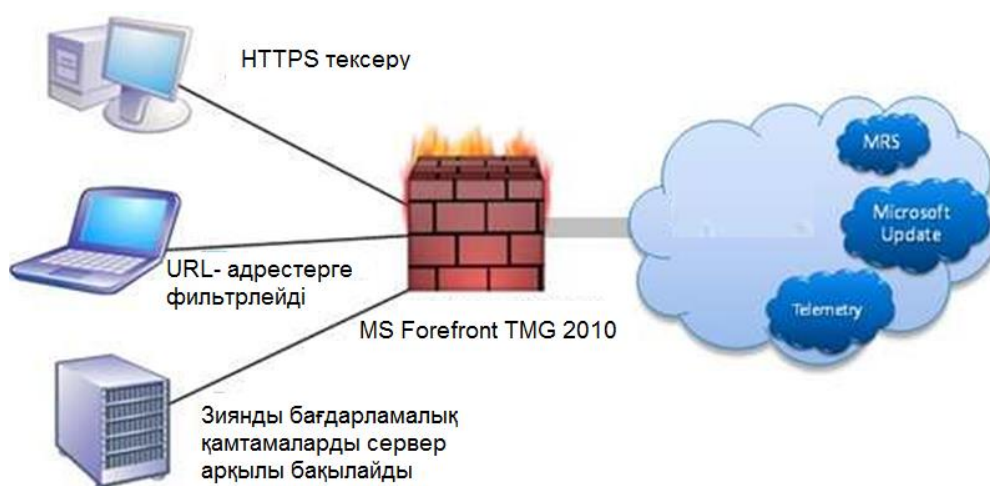 HTTPS тексеру
MRS
Microsoft
Update
URL- адрестерге
фильтрлейді
Telemetry
MS Forefront TMG 2010
Зиянды бағдарламалық
қамтамаларды сервер
арқылы бақылайды